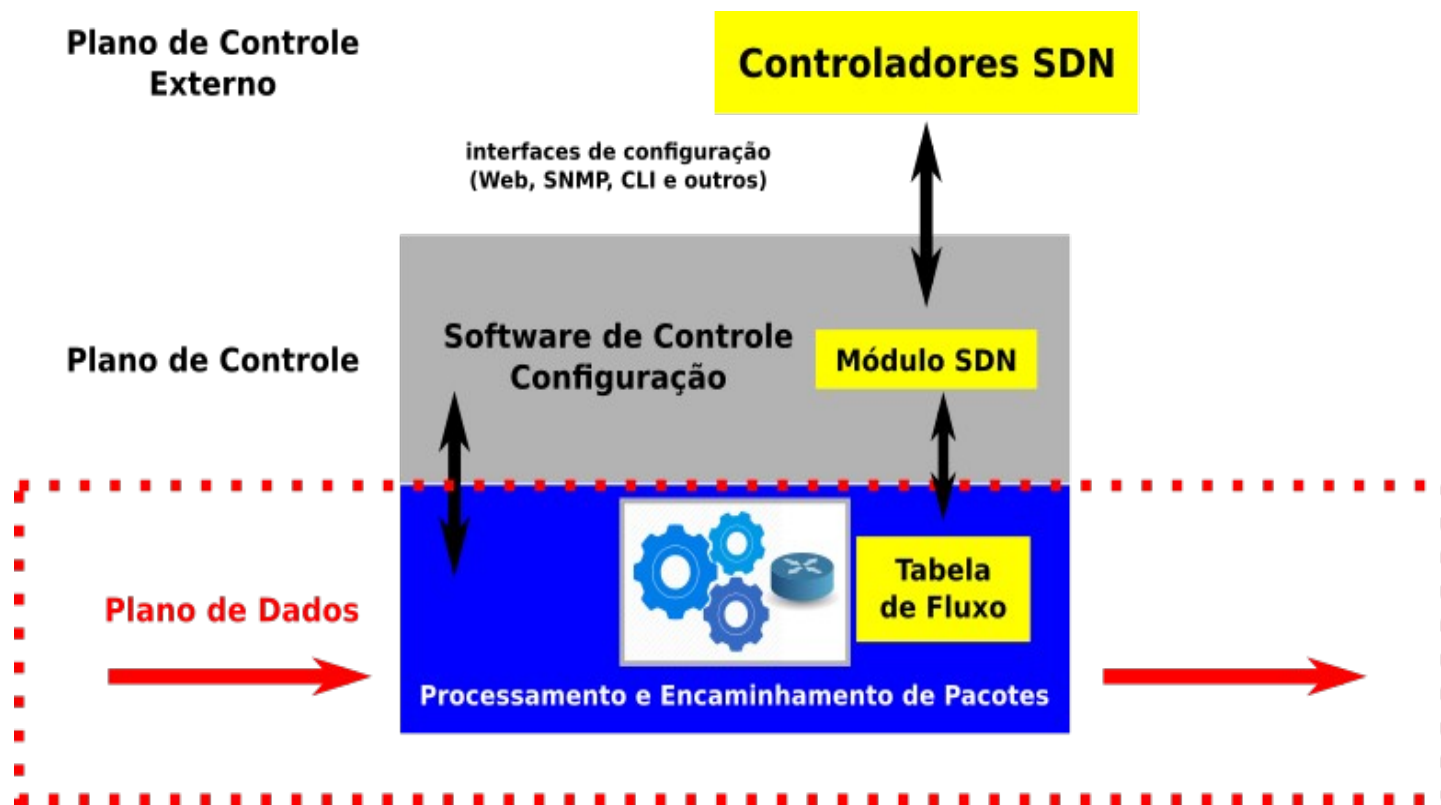 Plano de Controle
Externo
Controladores SDN
interfaces de configuração
(Web, SNMP, CLI e outros)
Plano de Controle
Software de Controle
Configuração
Módulo SDN
Plano de Dados
Tabela
de Fluxo
Processamento e Encaminhamento de Pacotes